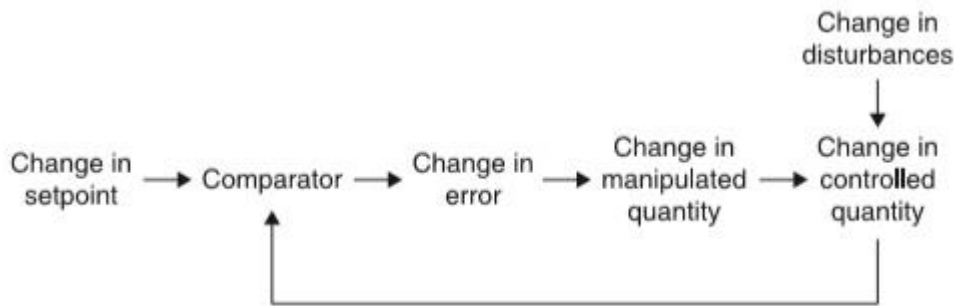 Change in
disturbances
Change in
setpoint
Comparator
Change in
error
Change in
manipulated
quantity
Change in
controlled
quantity